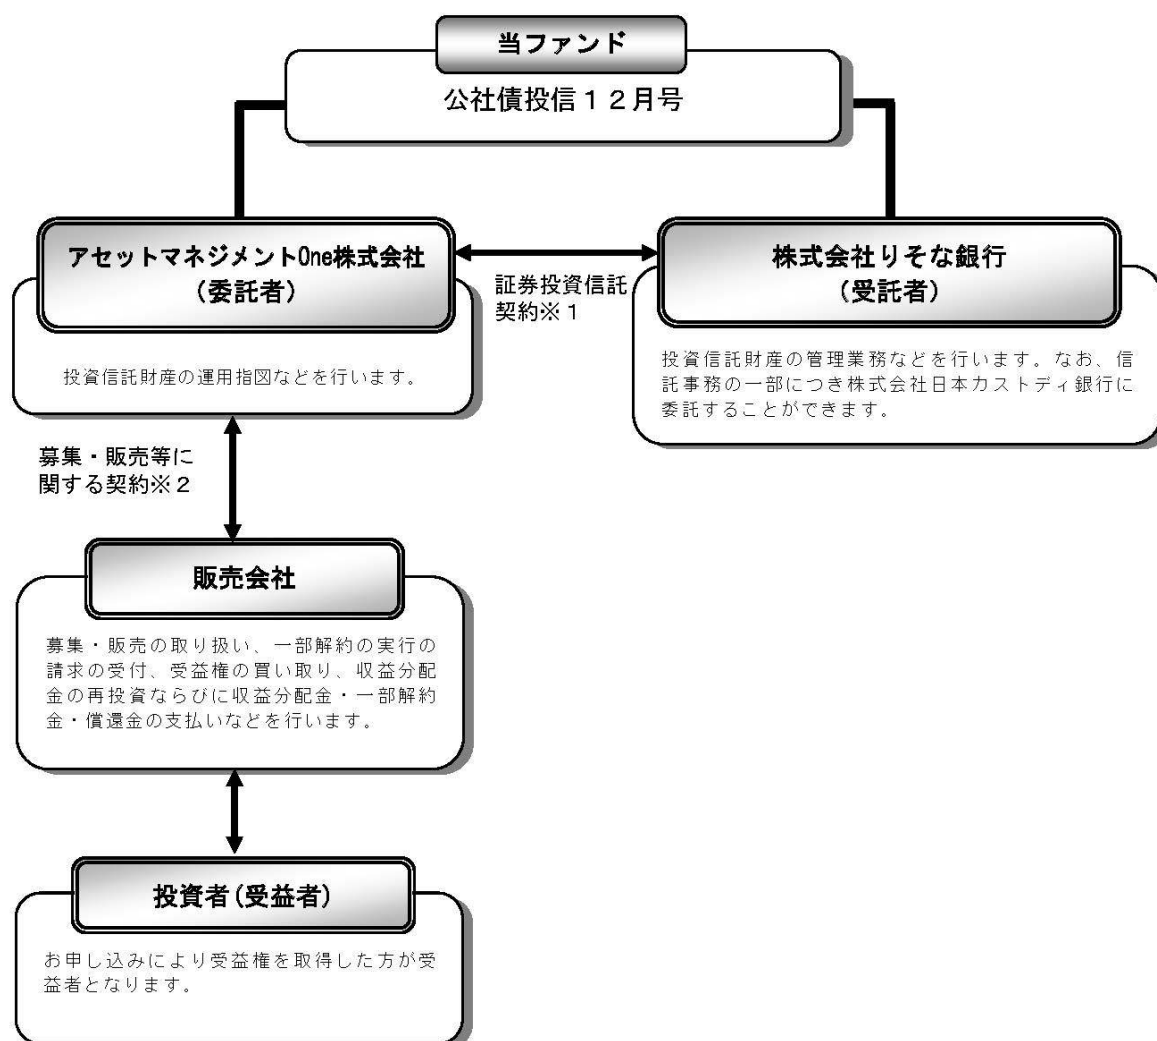 当ファンド
公社債投信１２月号
アセットマネジメントOne株式会社
（委託者）
投資信託財産の運用指図などを行います。
証券投資信託
契約※１
株式会社りそな銀行
（受託者）
投資信託財産の管理業務などを行います。なお、信
託事務の一部につき株式会社日本カストディ銀行に
委託することができます。
募集・販売等に
関する契約※２
販売会社
募集・販売の取り扱い、一部解約の実行の
請求の受付、受益権の買い取り、収益分配
金の再投資ならびに収益分配金・一部解約
金・償還金の支払いなどを行います。
投資者(受益者)
お申し込みにより受益権を取得した方が受
益者となります。